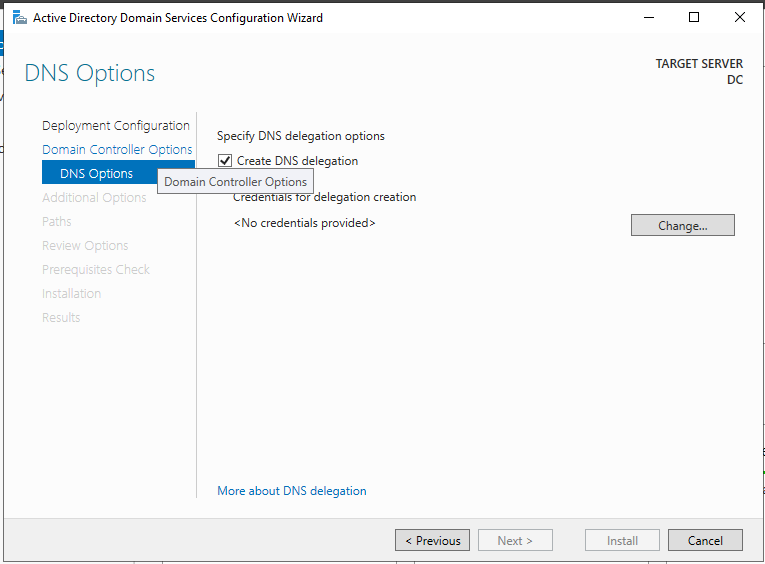 Active Directory Domain Services Configuration Wizard
DNS Options
TARGET SERVER
DC
Deployment Configuration
Domain Controller Options
DNS Options
Domain Controller Options
Additional Options
Paths
Review Options
Prerequisites Check
Installation
Results
Specify DNS delegation options
Create DNS delegation
Credentials for delegation creation
<No credentials provided>
Change...
More about DNS delegation
< Previous
Next >
Install
Cancel